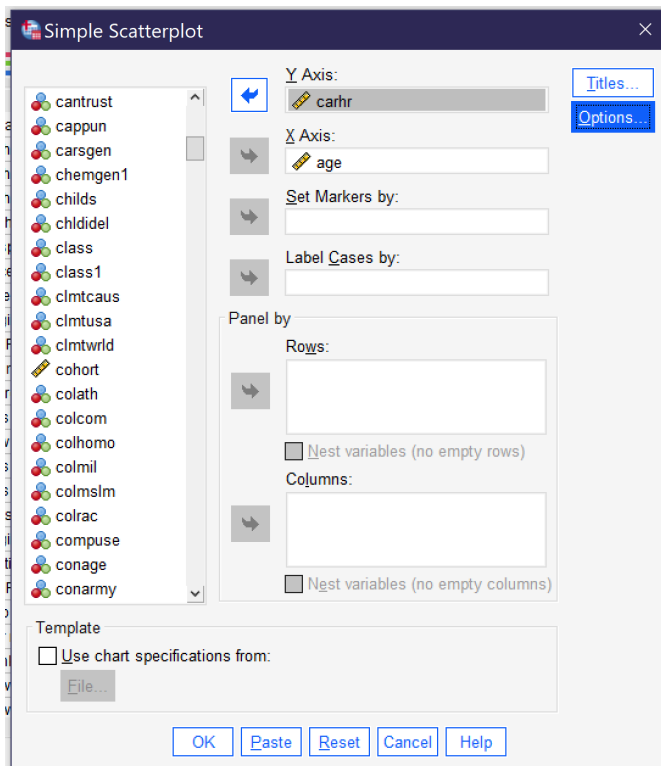 Simple Scatterplot
cantrust
cappun
carsgen
chemgen1
childs
chldidel
class
class1
clmtcaus
clmtusa
clmtwrld
cohort
colath
colcom
colhomo
colmil
colmslm
colrac
compuse
conage
conarmy
Y Axis:
carhr
X Axis:
age
Set Markers by:
Label Cases by:
Panel by
Rows:
Nest variables (no empty rows)
Columns:
Nest variables (no empty columns)
Titles...
Options...
Template
Use chart specifications from:
File...
OK Paste Reset Cancel Help